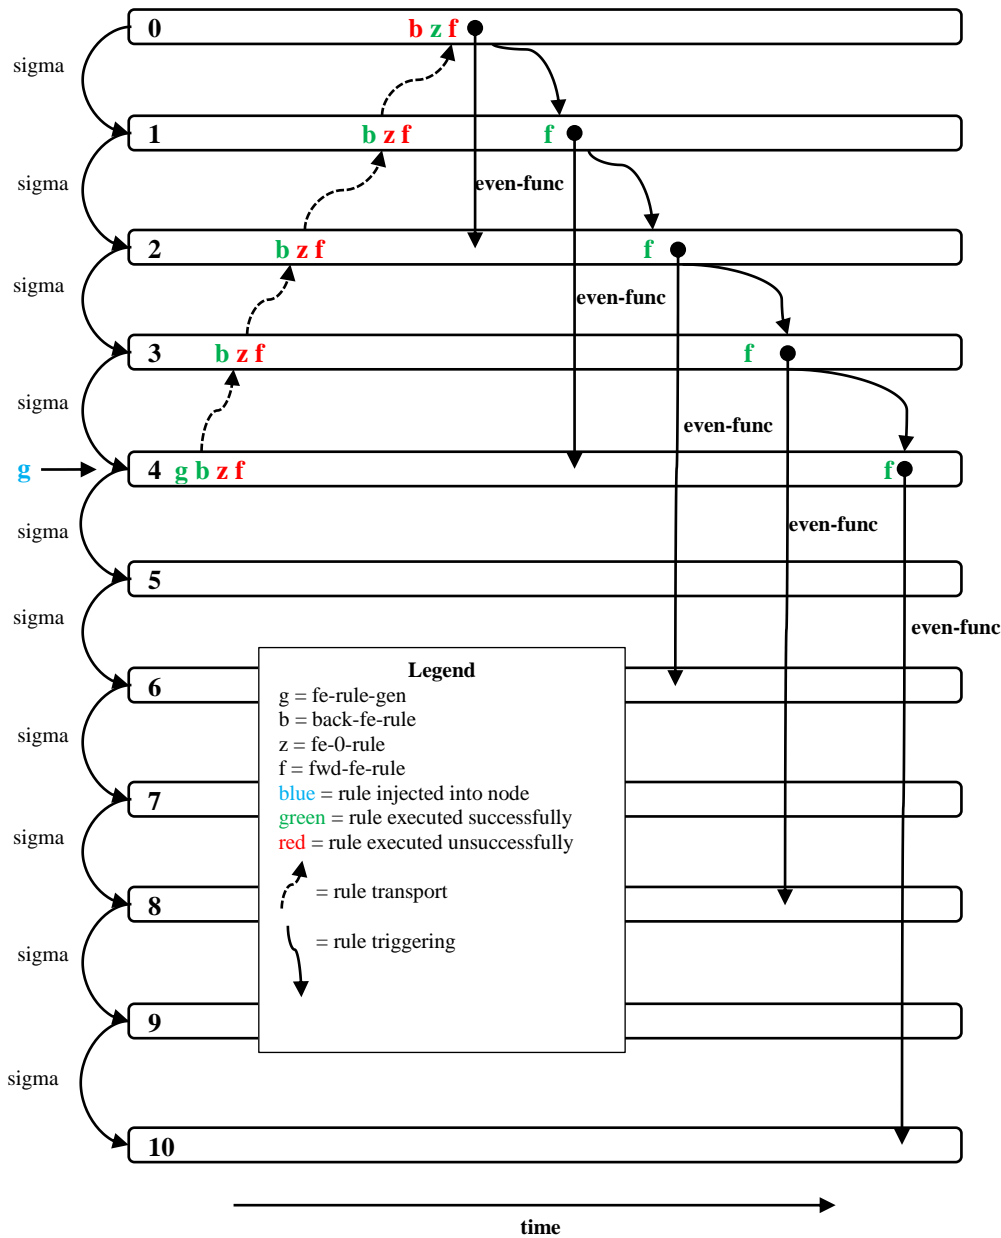 0 b z f
sigma
1 b z f f
sigma
even-func
2 b z f f
sigma
even-func
3 b z f f
sigma
even-func
g 4 g b z f f
sigma
even-func
5
sigma
even-func
6
Legend
g = fe-rule-gen
b = back-fe-rule
z = fe-0-rule
f = fwd-fe-rule
blue = rule injected into node
green = rule executed successfully
red = rule executed unsuccessfully
= rule transport
= rule triggering
sigma
7
sigma
8
sigma
9
sigma
10
time